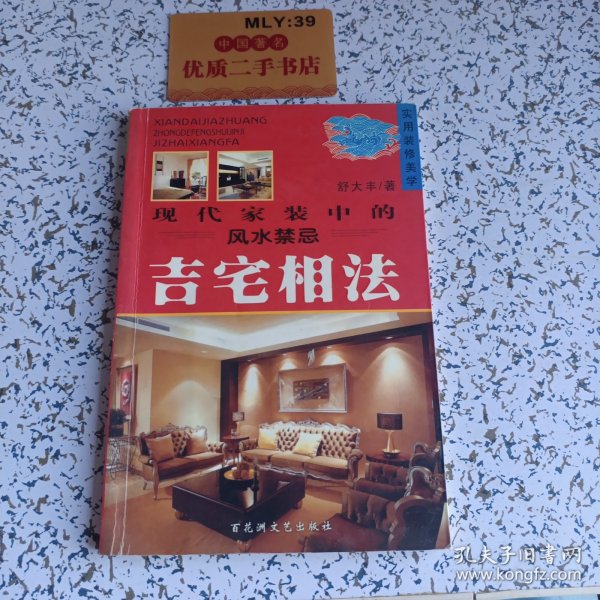 MLY:39
中国著名
优质二手书店
XIANDAIJIAZHUANG
ZHONGDEFENGSHUIJINJI
JIZHAIXIANGFA
实用装修美学
舒大丰/著
现代家装中的
风水禁忌
吉宅相法
百花洲文艺出版社
孔夫子旧书网
www.kongfz.com